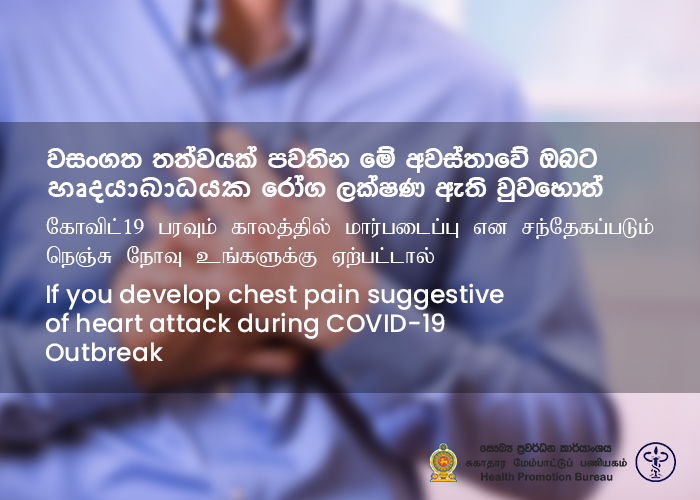 වසංගත තත්වයක් පවතින මේ අවස්තාවේ ඔබට
හෘදයාබාධයක රෝග ලක්ෂණ ඇති වුවහොත්
கோவிட்19 பரவும் காலத்தில் மார்படைப்பு என சந்தேகப்படும்
நெஞ்சு நோவு உங்களுக்கு ஏற்பட்டால்
If you develop chest pain suggestive
of heart attack during COVID-19
Outbreak
සෞඛ්‍ය ප්‍රවර්ධන කාර්යාංශය
சுகாதார மேம்பாட்டுப் பணியகம்
Health Promotion Bureau